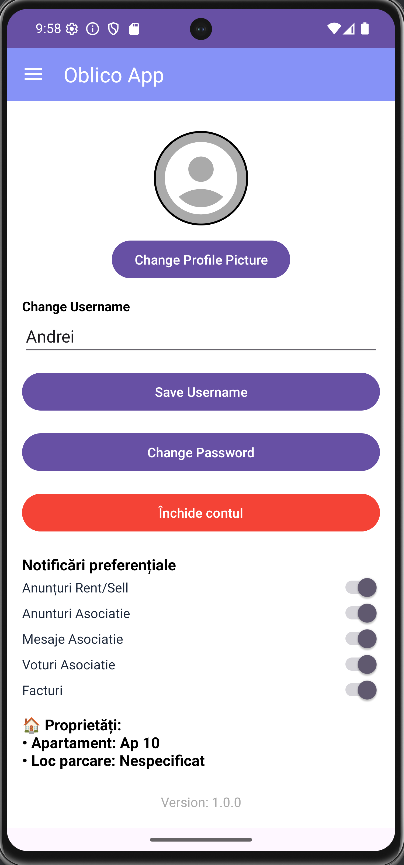 9:58
Oblico App
Change Profile Picture
Change Username
Andrei
Save Username
Change Password
Închide contul
Notificări preferențiale
Anunțuri Rent/Sell
Anunturi Asociatie
Mesaje Asociatie
Voturi Asociatie
Facturi
🏠 Proprietăți:
• Apartament: Ap 10
• Loc parcare: Nespecificat
Version: 1.0.0